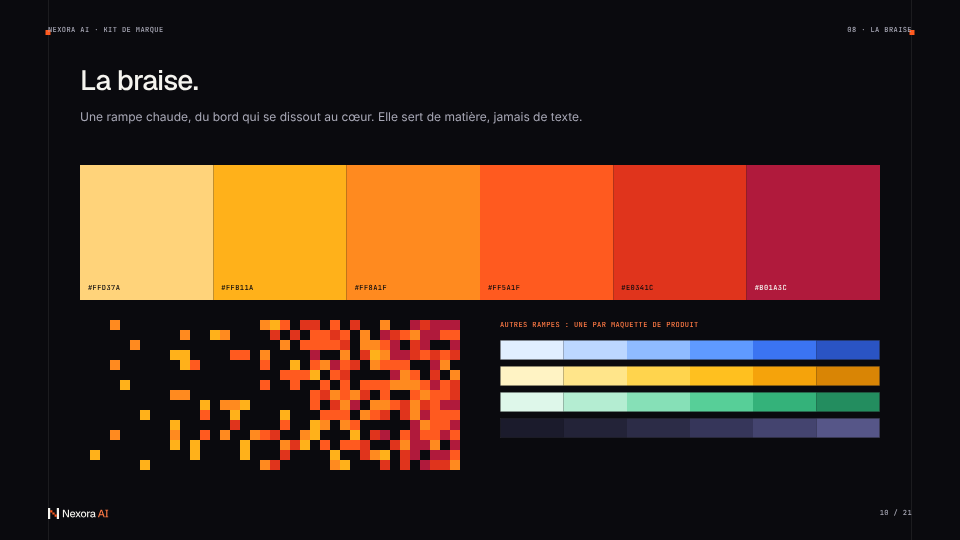 NEXORA AI · KIT DE MARQUE
08 · LA BRAISE
La braise.
Une rampe chaude, du bord qui se dissout au cœur. Elle sert de matière, jamais de texte.
#FFD37A
#FFB11A
#FF8A1F
#FF5A1F
#E0341C
#B01A3C
AUTRES RAMPES : UNE PAR MAQUETTE DE PRODUIT
Nexora AI
10 / 21